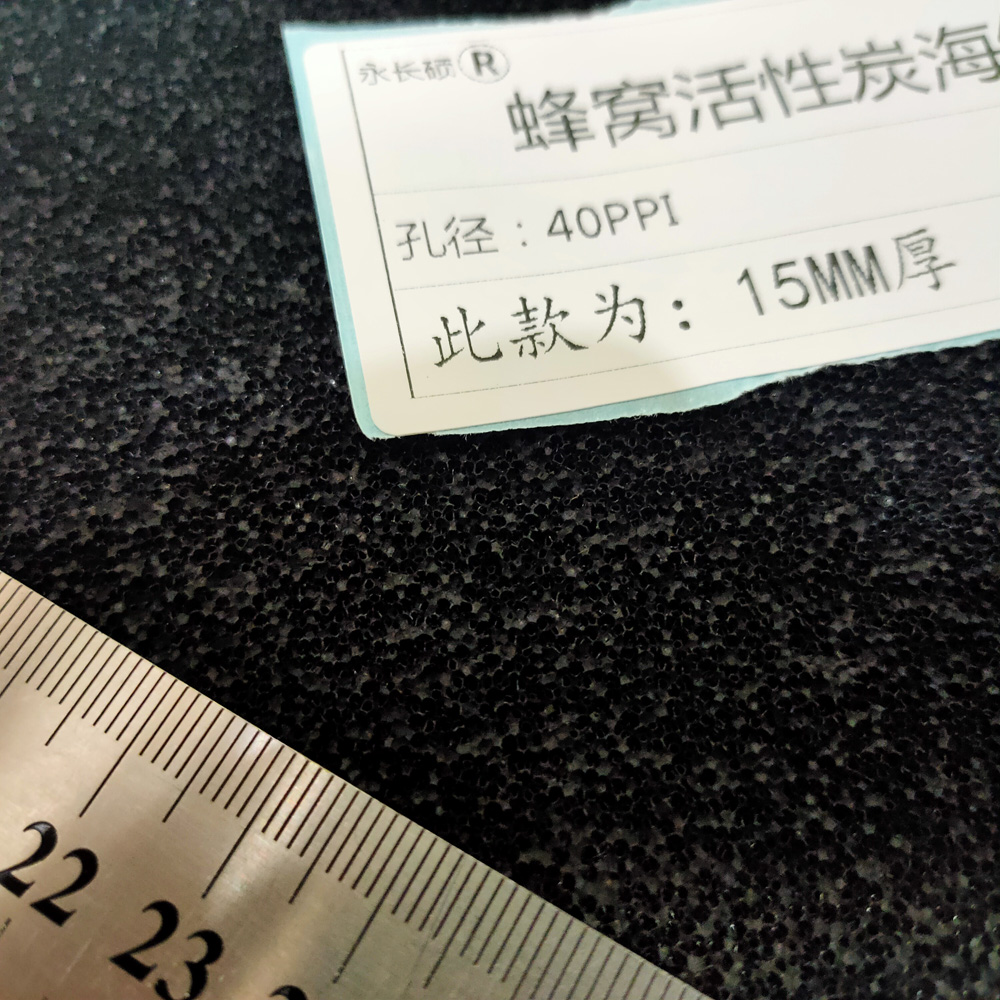 永长硕®
蜂窝活性炭海
孔径：40PPI
此款为：15MM厚
22
23